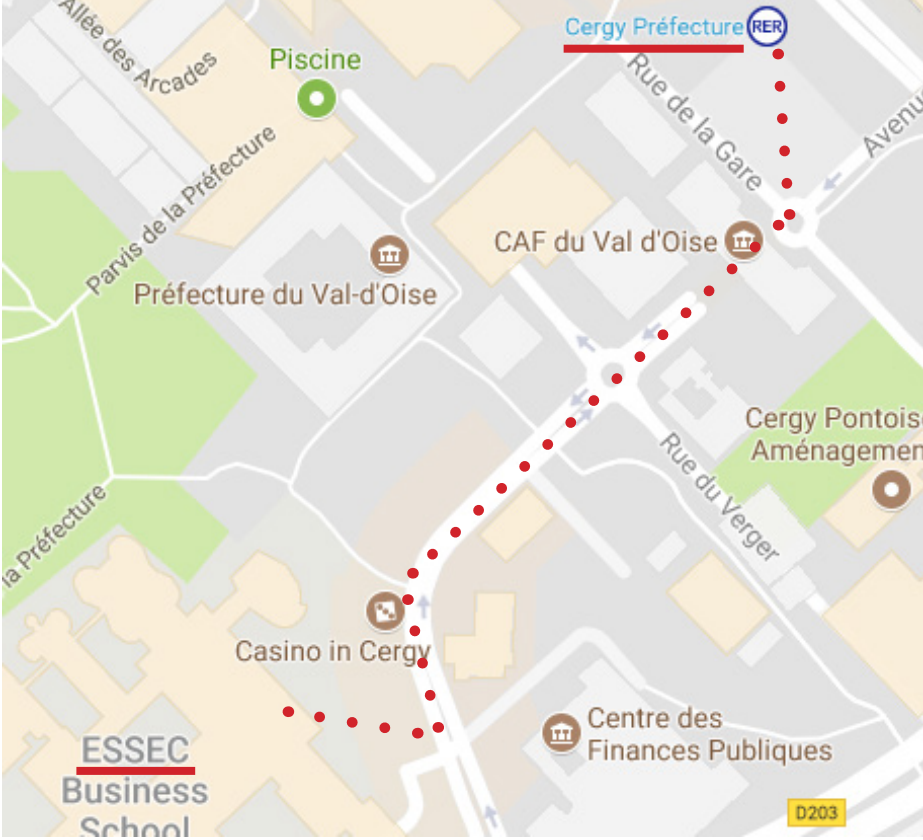 Cergy Préfecture RER
Allée des Arcades
Piscine
Rue de la Gare
Parvis de la Préfecture
CAF du Val d'Oise
Préfecture du Val-d'Oise
Cergy
Aménagemen
Rue du Verger
la Préfecture
Casino in Cergy
Centre des
Finances Publiques
ESSEC
Business
School
D203